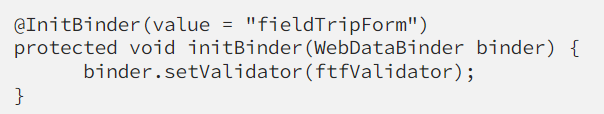 @InitBinder(value = "fieldTripForm")
protected void initBinder(WebDataBinder binder) {
      binder.setValidator(ftfValidator);
}